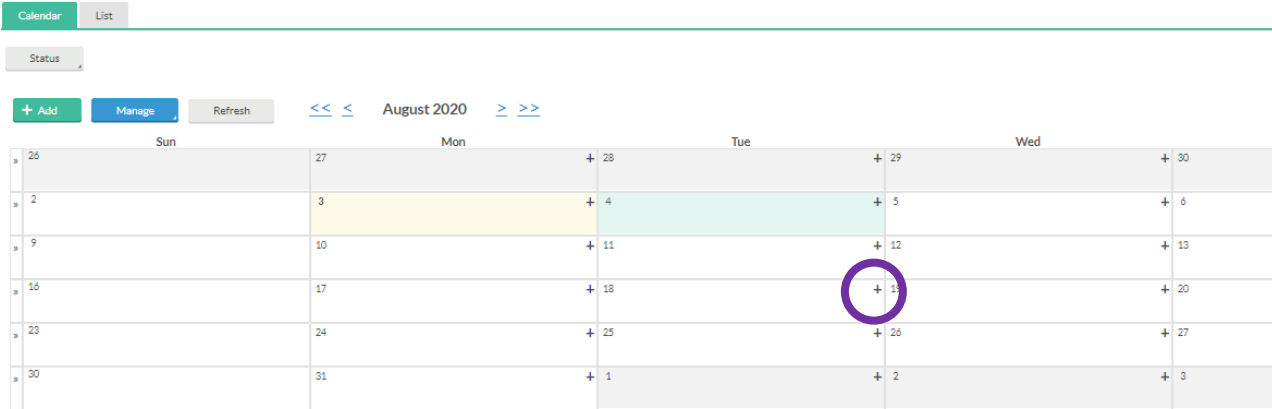 Calendar List
Status
+ Add Manage Refresh << < August 2020 > >>
Sun Mon Tue Wed
» 26 27 + 28 + 29 + 30
» 2 3 + 4 + 5 + 6
» 9 10 + 11 + 12 + 13
» 16 17 + 18 + 19 + 20
» 23 24 + 25 + 26 + 27
» 30 31 + 1 + 2 + 3